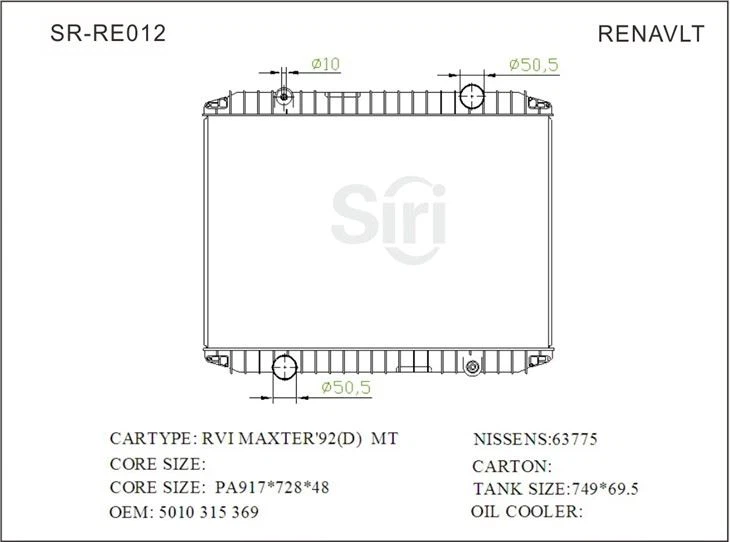 SR-RE012
RENAVLT
Ø10
Ø50,5
Siri
Ø50,5
CARTYPE: RVI MAXTER'92(D) MT
NISSENS:63775
CORE SIZE:
CARTON:
CORE SIZE: PA917*728*48
TANK SIZE:749*69.5
OEM: 5010 315 369
OIL COOLER: